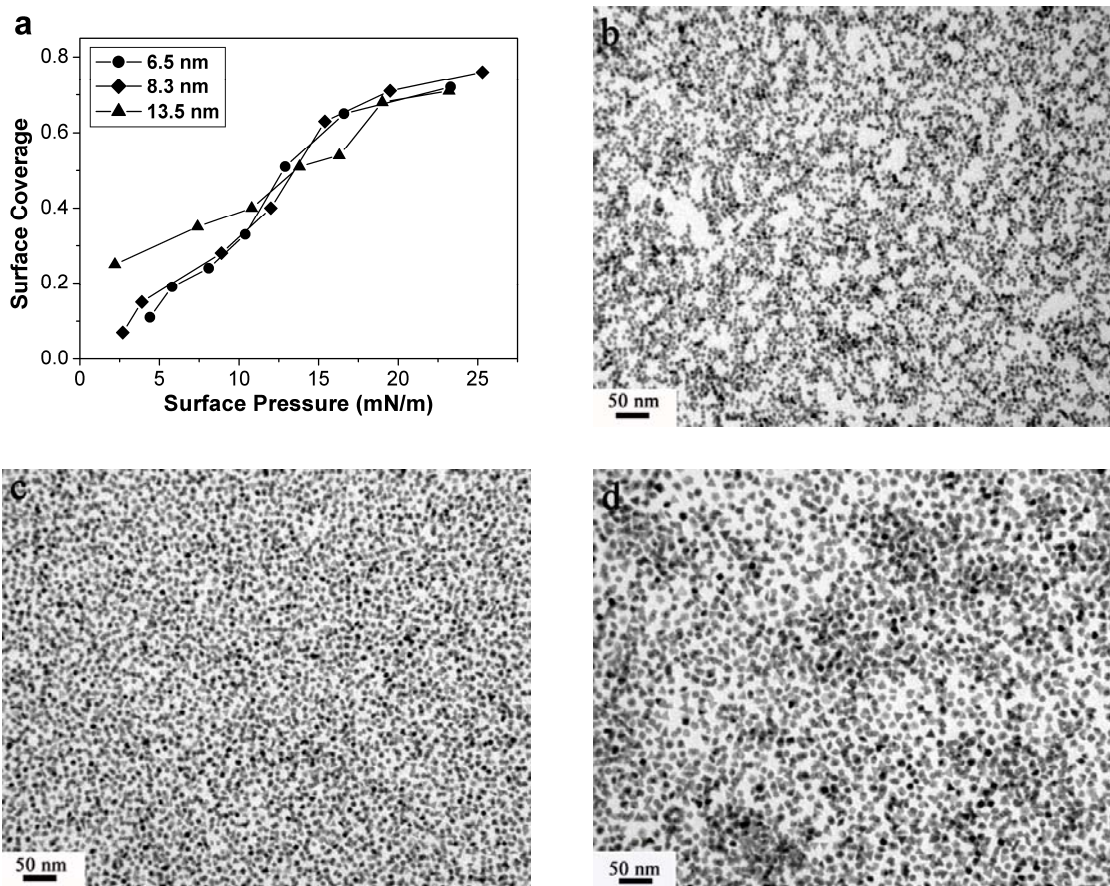 a
0.8
0.6
0.4
0.2
0.0
Surface Coverage
6.5 nm
8.3 nm
13.5 nm
0 5 10 15 20 25
Surface Pressure (mN/m)
b
50 nm
c
50 nm
d
50 nm